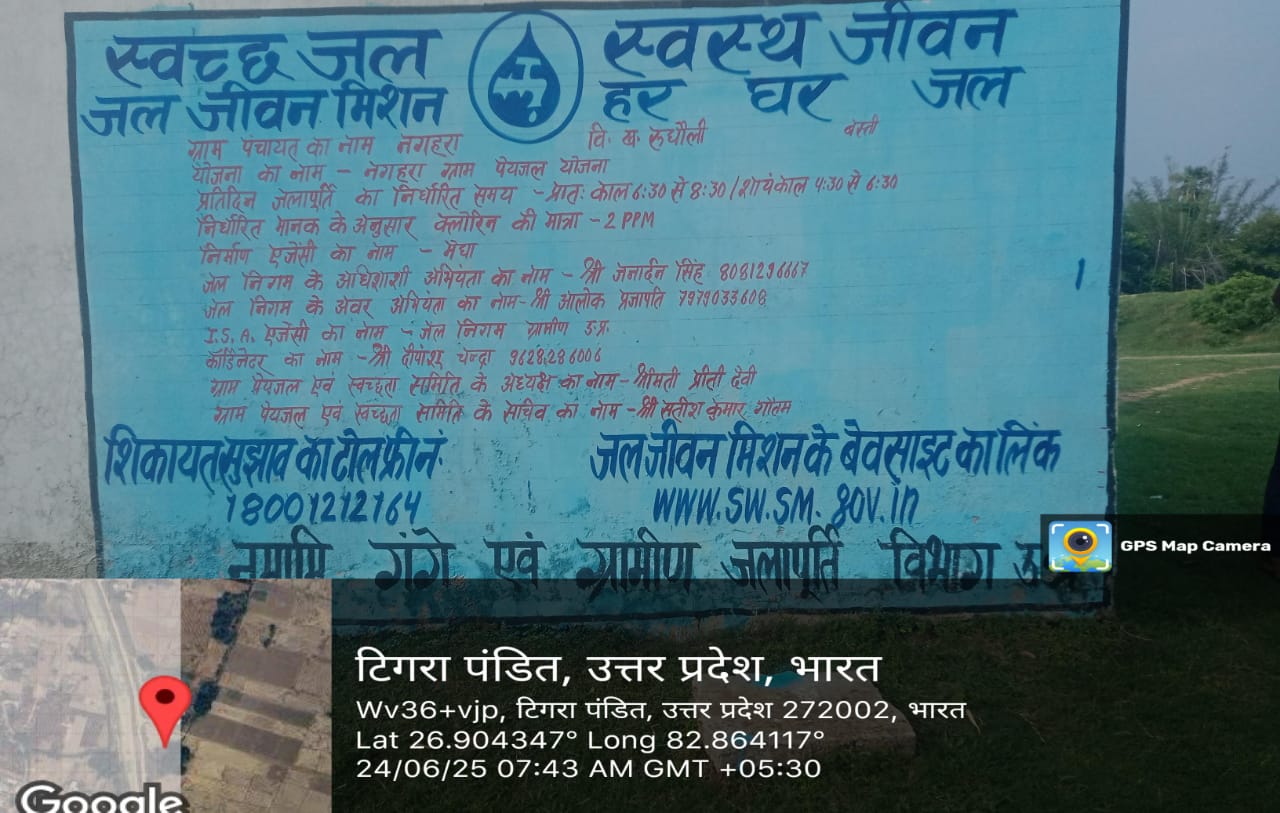 स्वच्छ जल स्वस्थ जीवन
जल जीवन मिशन हर घर जल
ग्राम पंचायत का नाम नगहरा वि. ख. रुधौली बस्ती
योजना का नाम - नगहरा ग्राम पेयजल योजना
प्रतिदिन जलापूर्ति का निर्धारित समय - प्रातः काल 6:30 से 8:30 / शायंकाल 4:30 से 6:30
निर्धारित मानक के अनुसार क्लोरिन की मात्रा - 2 PPM
निर्माण एजेंसी का नाम - मेघा
जल निगम के अधिशाशी अभियंता का नाम - श्री जनार्दन सिंह 8081296667
जल निगम के अवर अभियंता का नाम - श्री आलोक प्रजापति 7979033608
I.S.A. एजेंसी का नाम - जल निगम ग्रामीण उ.प्र.
कॉर्डिनेटर का नाम - श्री दीपांशू चन्द्रा 9628286006
ग्राम पेयजल एवं स्वच्छता समिति के अध्यक्ष का नाम - श्रीमती प्रीती देवी
ग्राम पेयजल एवं स्वच्छता समिति के सचिव का नाम - श्री सतीश कुमार गौतम
शिकायत सुझाव का टोल फ्री नं. जल जीवन मिशन के बेवसाइट का लिंक
18001212164 WWW.SW.SM.gov.in
नमामि गंगे एवं ग्रामीण जलापूर्ति विभाग
GPS Map Camera
टिगरा पंडित, उत्तर प्रदेश, भारत
Wv36+vjp, टिगरा पंडित, उत्तर प्रदेश 272002, भारत
Lat 26.904347° Long 82.864117°
24/06/25 07:43 AM GMT +05:30
Google